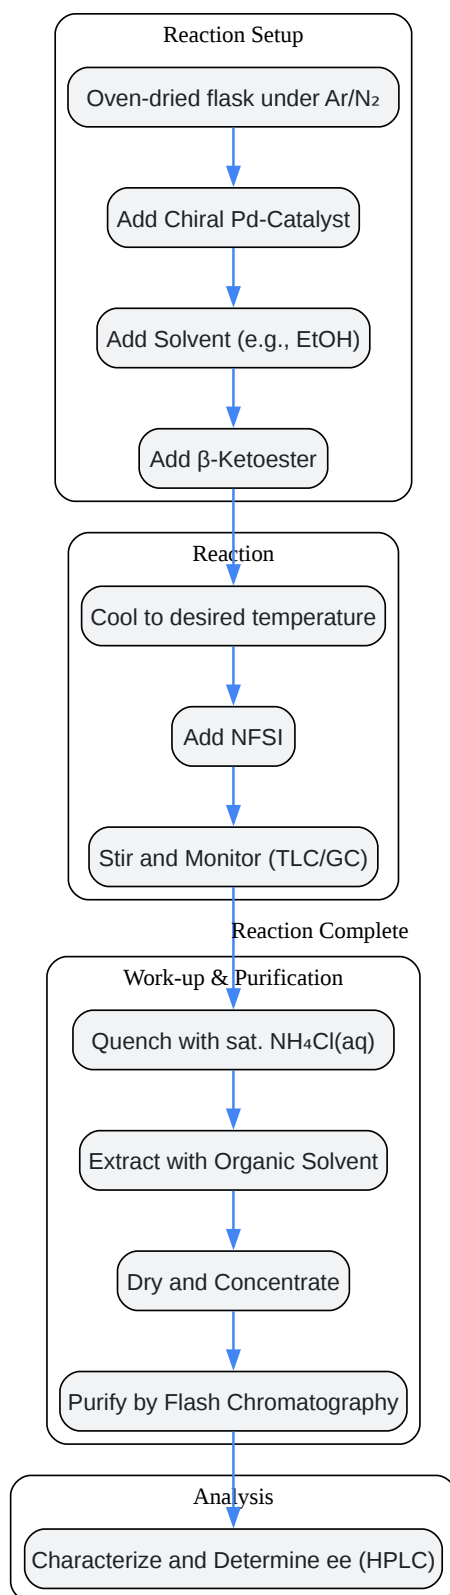 Reaction Setup
Oven-dried flask under Ar/N₂
Add Chiral Pd-Catalyst
Add Solvent (e.g., EtOH)
Add β-Ketoester
Reaction
Cool to desired temperature
Add NFSI
Stir and Monitor (TLC/GC)
Reaction Complete
Work-up & Purification
Quench with sat. NH₄Cl(aq)
Extract with Organic Solvent
Dry and Concentrate
Purify by Flash Chromatography
Analysis
Characterize and Determine ee (HPLC)